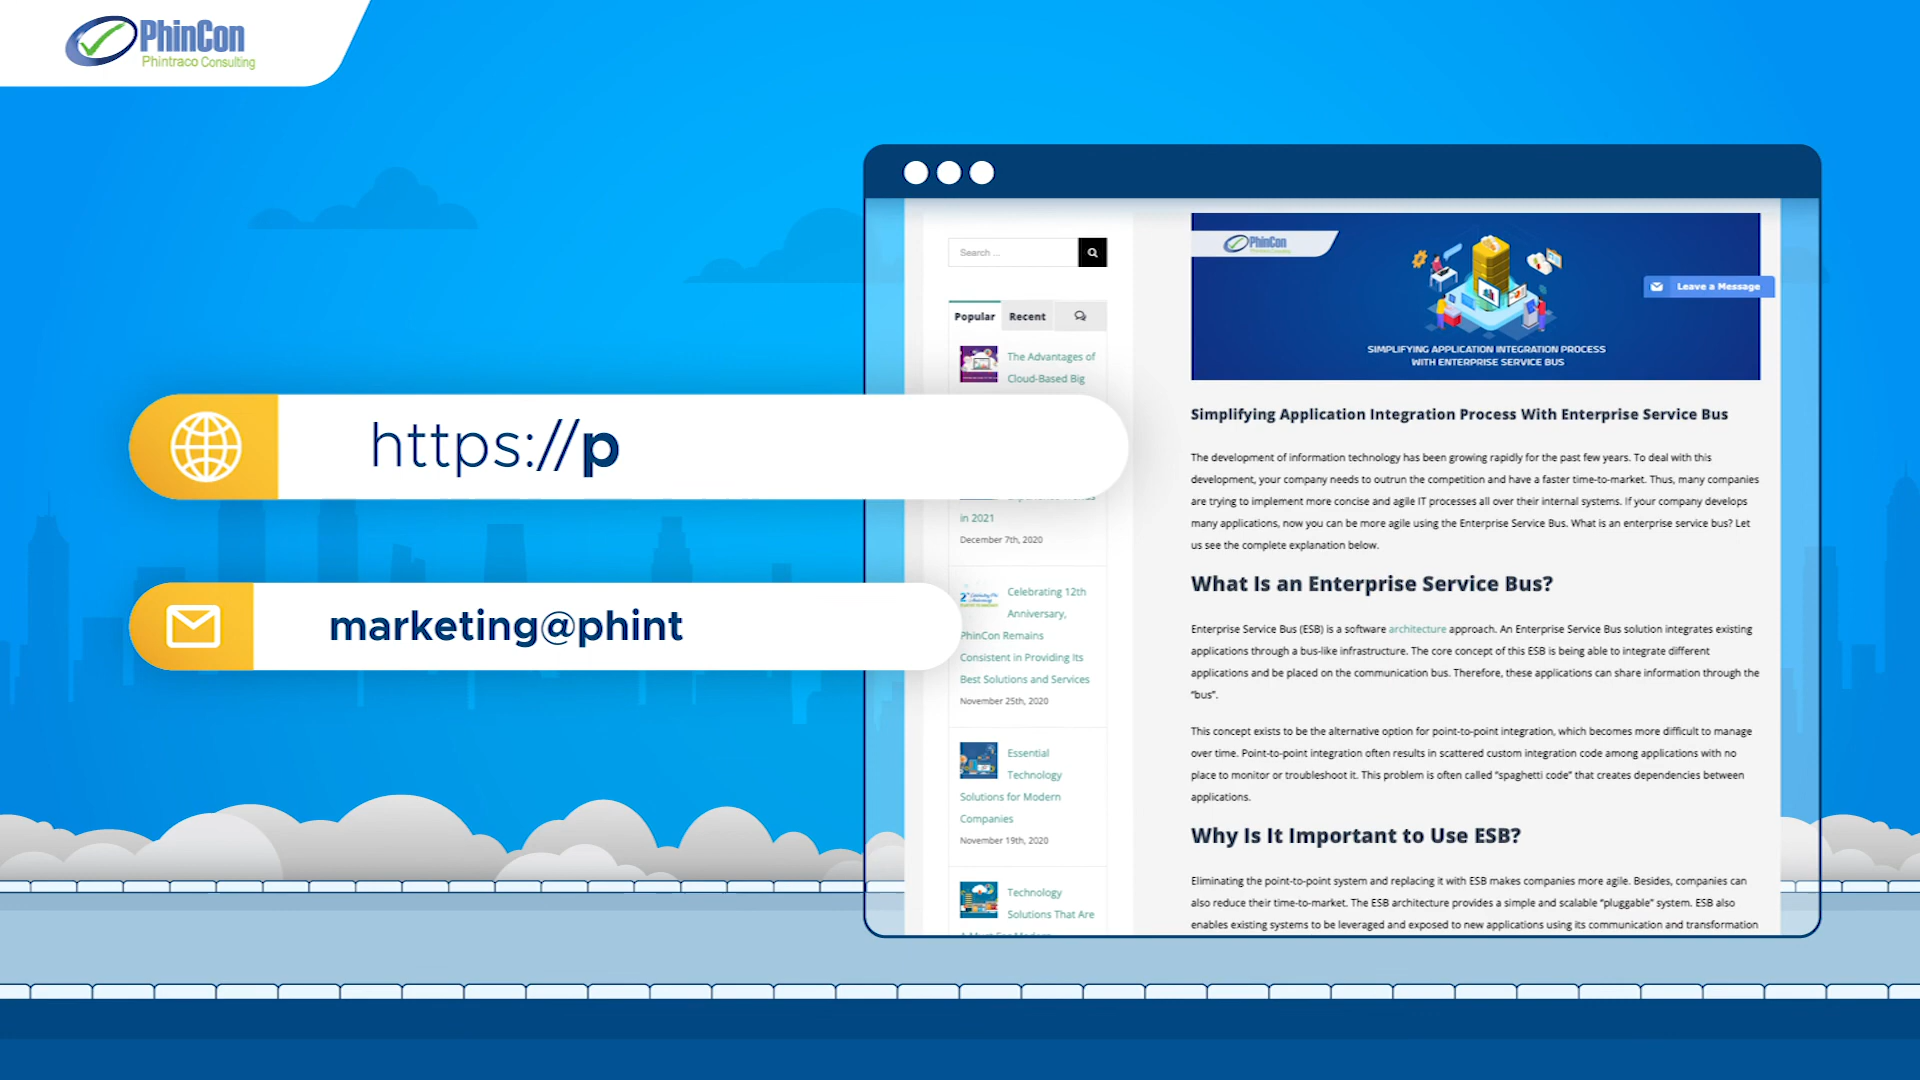 PhinCon
Phintraco Consulting
https://p
marketing@phint
Search ...
Popular
Recent
The Advantages of
Cloud-Based Big
in 2021
December 7th, 2020
Celebrating 12th
Anniversary,
PhinCon Remains
Consistent in Providing Its
Best Solutions and Services
November 25th, 2020
Essential
Technology
Solutions for Modern
Companies
November 19th, 2020
Technology
Solutions That Are
PhinCon
Leave a Message
SIMPLIFYING APPLICATION INTEGRATION PROCESS
WITH ENTERPRISE SERVICE BUS
Simplifying Application Integration Process With Enterprise Service Bus
The development of information technology has been growing rapidly for the past few years. To deal with this
development, your company needs to outrun the competition and have a faster time-to-market. Thus, many companies
are trying to implement more concise and agile IT processes all over their internal systems. If your company develops
many applications, now you can be more agile using the Enterprise Service Bus. What is an enterprise service bus? Let
us see the complete explanation below.
What Is an Enterprise Service Bus?
Enterprise Service Bus (ESB) is a software architecture approach. An Enterprise Service Bus solution integrates existing
applications through a bus-like infrastructure. The core concept of this ESB is being able to integrate different
applications and be placed on the communication bus. Therefore, these applications can share information through the
“bus”.
This concept exists to be the alternative option for point-to-point integration, which becomes more difficult to manage
over time. Point-to-point integration often results in scattered custom integration code among applications with no
place to monitor or troubleshoot it. This problem is often called “spaghetti code” that creates dependencies between
applications.
Why Is It Important to Use ESB?
Eliminating the point-to-point system and replacing it with ESB makes companies more agile. Besides, companies can
also reduce their time-to-market. The ESB architecture provides a simple and scalable “pluggable” system. ESB also
enables existing systems to be leveraged and exposed to new applications using its communication and transformation